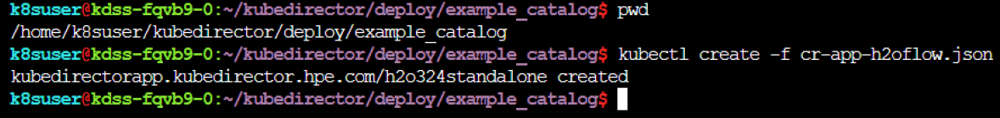 k8suser@kdss-fqvb9-0:~/kubedirector/deploy/example_catalog$ pwd
/home/k8suser/kubedirector/deploy/example_catalog
k8suser@kdss-fqvb9-0:~/kubedirector/deploy/example_catalog$ kubectl create -f cr-app-h2oflow.json
kubedirectorapp.kubedirector.hpe.com/h2o324standalone created
k8suser@kdss-fqvb9-0:~/kubedirector/deploy/example_catalog$